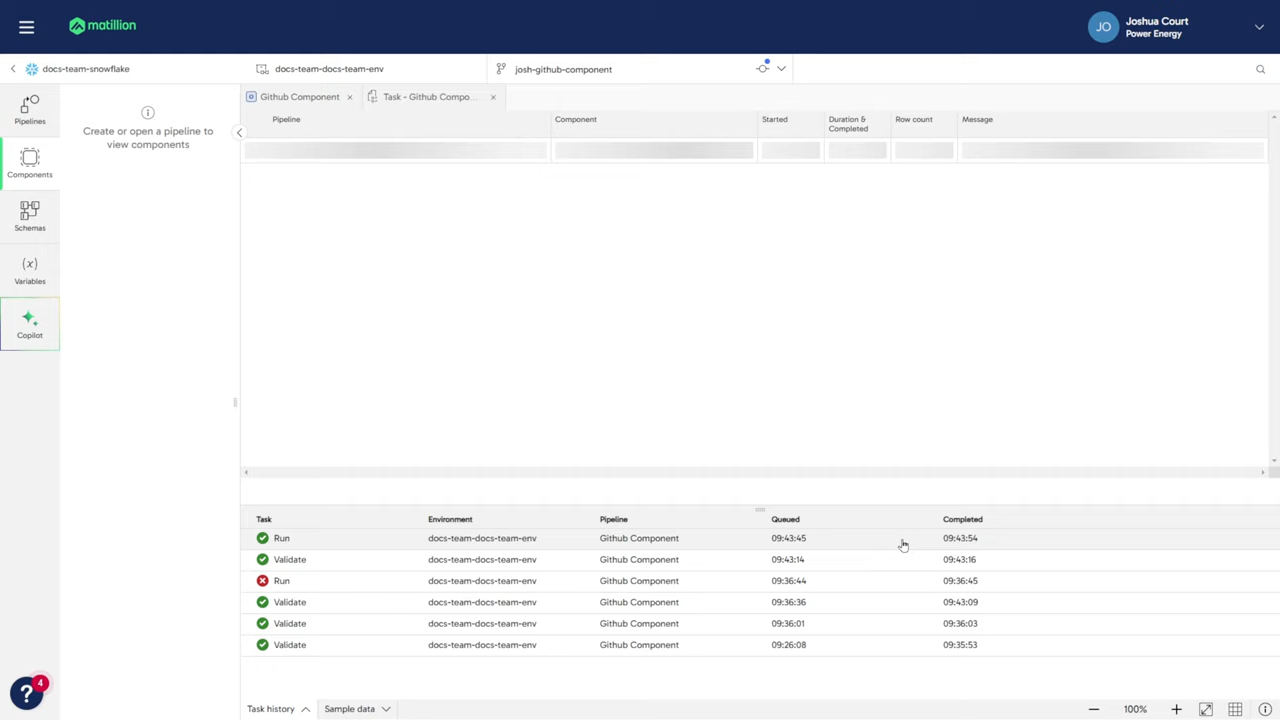 matillion
JO
Joshua Court
Power Energy
docs-team-snowflake
docs-team-docs-team-env
josh-github-component
Pipelines
Components
Schemas
(x)
Variables
Copilot
Create or open a pipeline to
view components
Github Component
Task - Github Compo...
Pipeline
Component
Started
Duration &
Completed
Row count
Message
Task Environment Pipeline Queued Completed
Run docs-team-docs-team-env Github Component 09:43:45 09:43:54
Validate docs-team-docs-team-env Github Component 09:43:14 09:43:16
Run docs-team-docs-team-env Github Component 09:36:44 09:36:45
Validate docs-team-docs-team-env Github Component 09:36:36 09:43:09
Validate docs-team-docs-team-env Github Component 09:36:01 09:36:03
Validate docs-team-docs-team-env Github Component 09:26:08 09:35:53
? 4
Task history
Sample data
100%